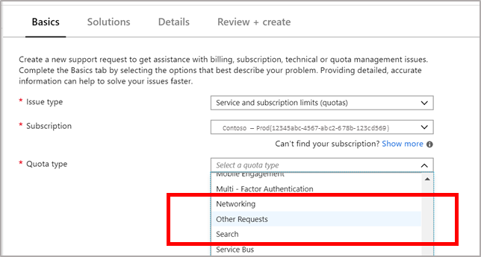 Basics Solutions Details Review + create
Create a new support request to get assistance with billing, subscription, technical or quota management issues.
Complete the Basics tab by selecting the options that best describe your problem. Providing detailed, accurate
information can help to solve your issues faster.
* Issue type Service and subscription limits (quotas)
* Subscription Contoso – Prod(12345abc-4567-abc2-678b-123cd569)
Can't find your subscription? Show more
* Quota type Select a quota type
Mobile Engagement
Multi - Factor Authentication
Networking
Other Requests
Search
Service Bus